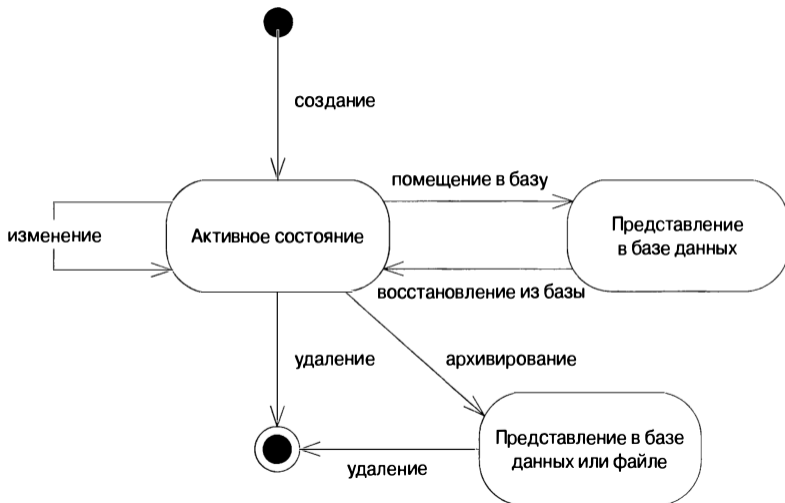 создание
помещение в базу
изменение
Активное состояние
Представление
в базе данных
восстановление из базы
удаление
архивирование
Представление в базе
данных или файле
удаление